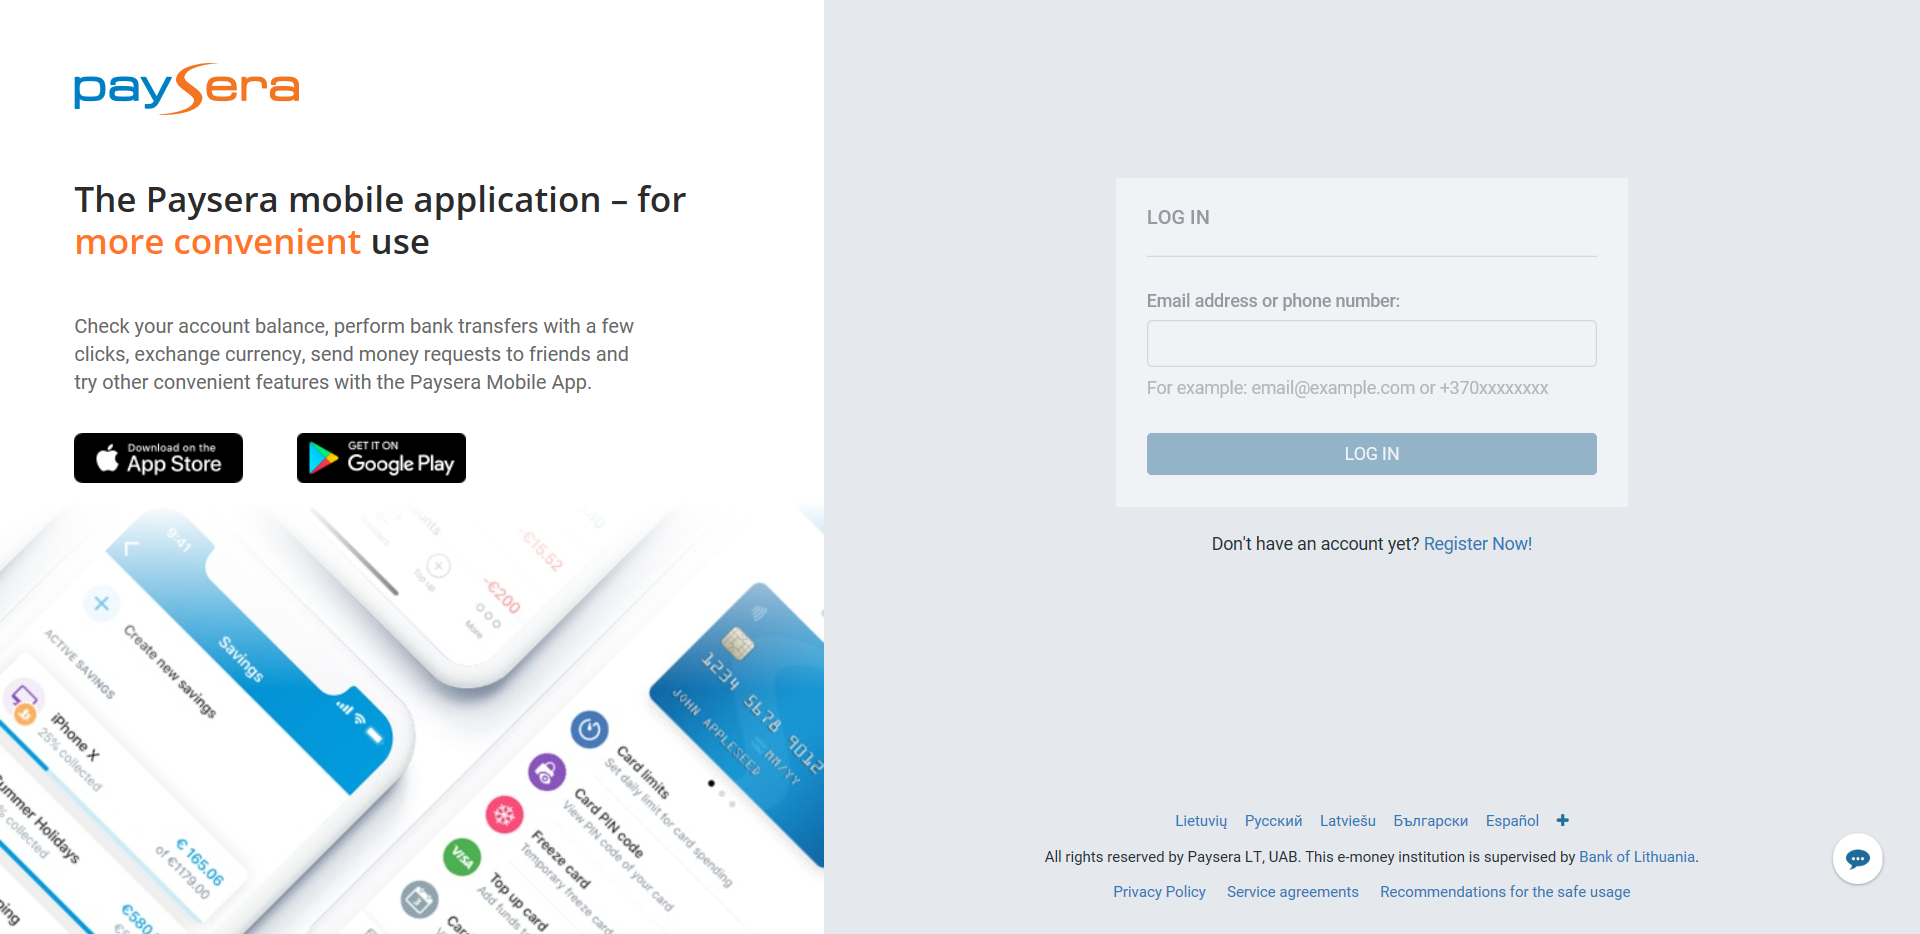 paysera
The Paysera mobile application – for
more convenient use
Check your account balance, perform bank transfers with a few
clicks, exchange currency, send money requests to friends and
try other convenient features with the Paysera Mobile App.
Download on the
App Store
GET IT ON
Google Play
9:41
Savings
Create new savings
ACTIVE SAVINGS
iPhone X
25% collected
€ 165.06
of €1179.00
ummer Holidays
% collected
€580.
ping
-€15.52
-€200
Top up
More
1234 5678 9012
MM/YY
JOHN APPLESEED
Card limits
Set daily limit for card spending
Card PIN code
View PIN code of your card
Freeze card
Temporary freeze card
VISA
Top up card
Add funds t
Car
LOG IN
Email address or phone number:
For example: email@example.com or +370xxxxxxxx
LOG IN
Don't have an account yet? Register Now!
Lietuvių Русский Latviešu Български Español
All rights reserved by Paysera LT, UAB. This e-money institution is supervised by Bank of Lithuania.
Privacy Policy Service agreements Recommendations for the safe usage